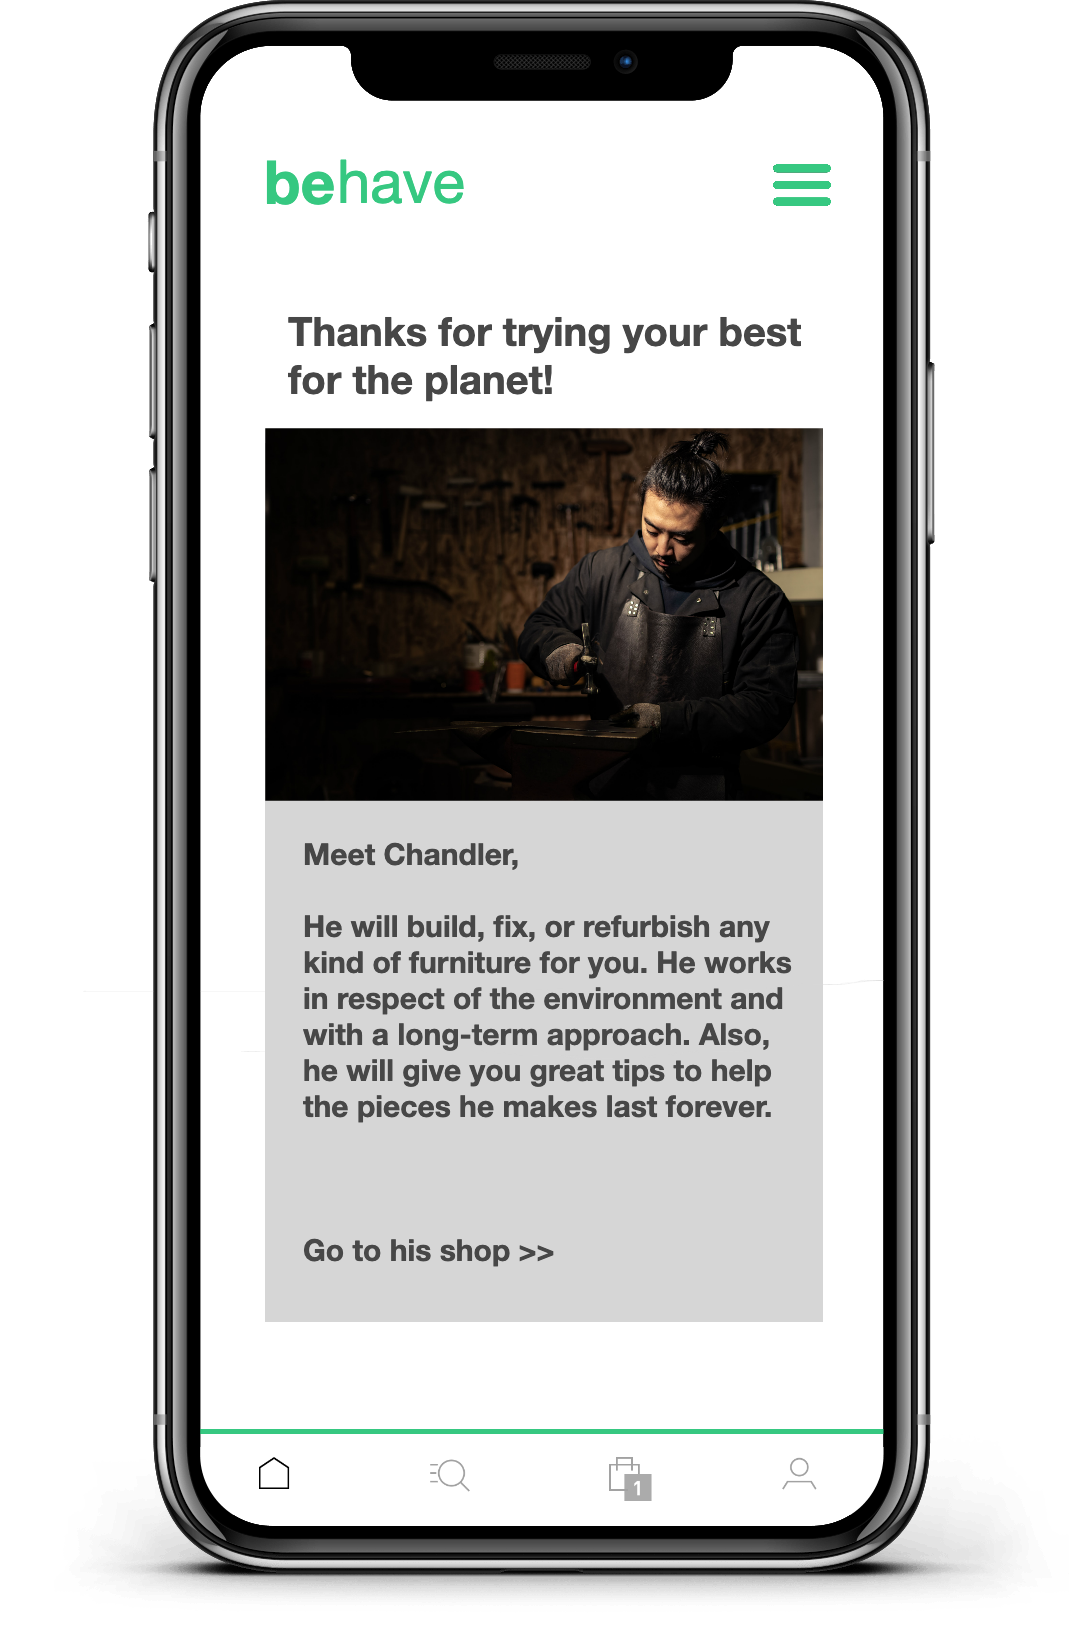 behave
Thanks for trying your best
for the planet!
Meet Chandler,
He will build, fix, or refurbish any
kind of furniture for you. He works
in respect of the environment and
with a long-term approach. Also,
he will give you great tips to help
the pieces he makes last forever.
Go to his shop >>
1